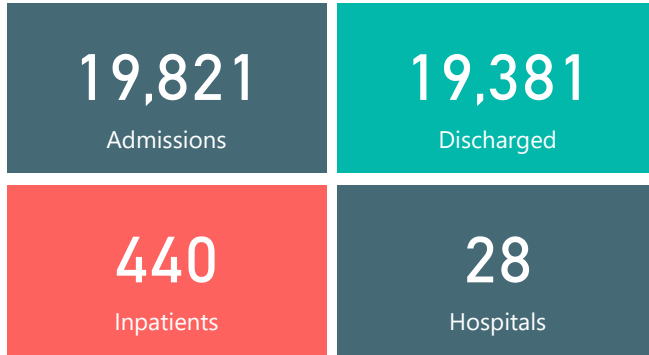 19,821
Admissions
19,381
Discharged
440
Inpatients
28
Hospitals